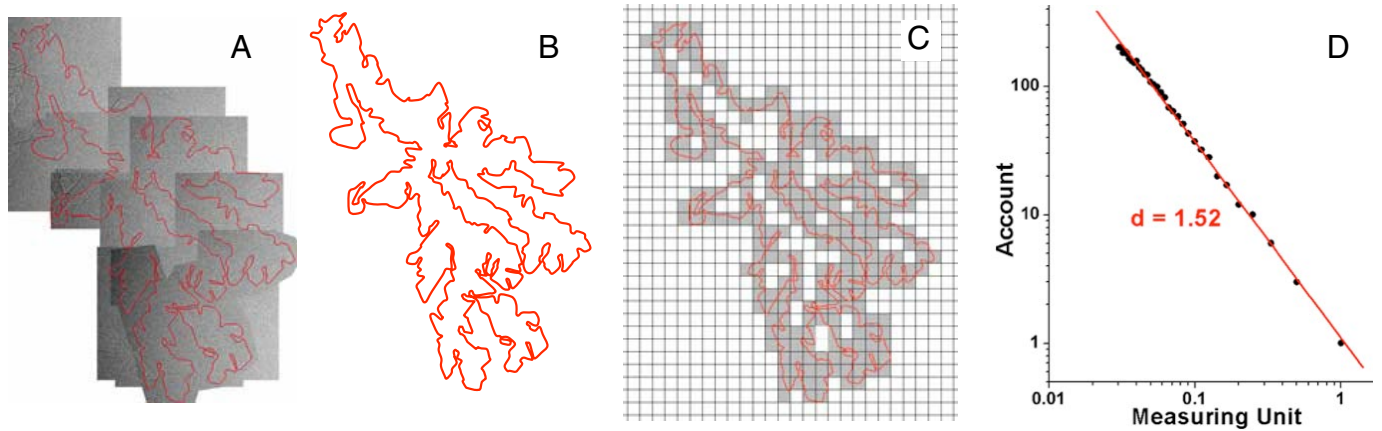 A
B
C
D
Account
100
10
1
d = 1.52
0.01
0.1
1
Measuring Unit